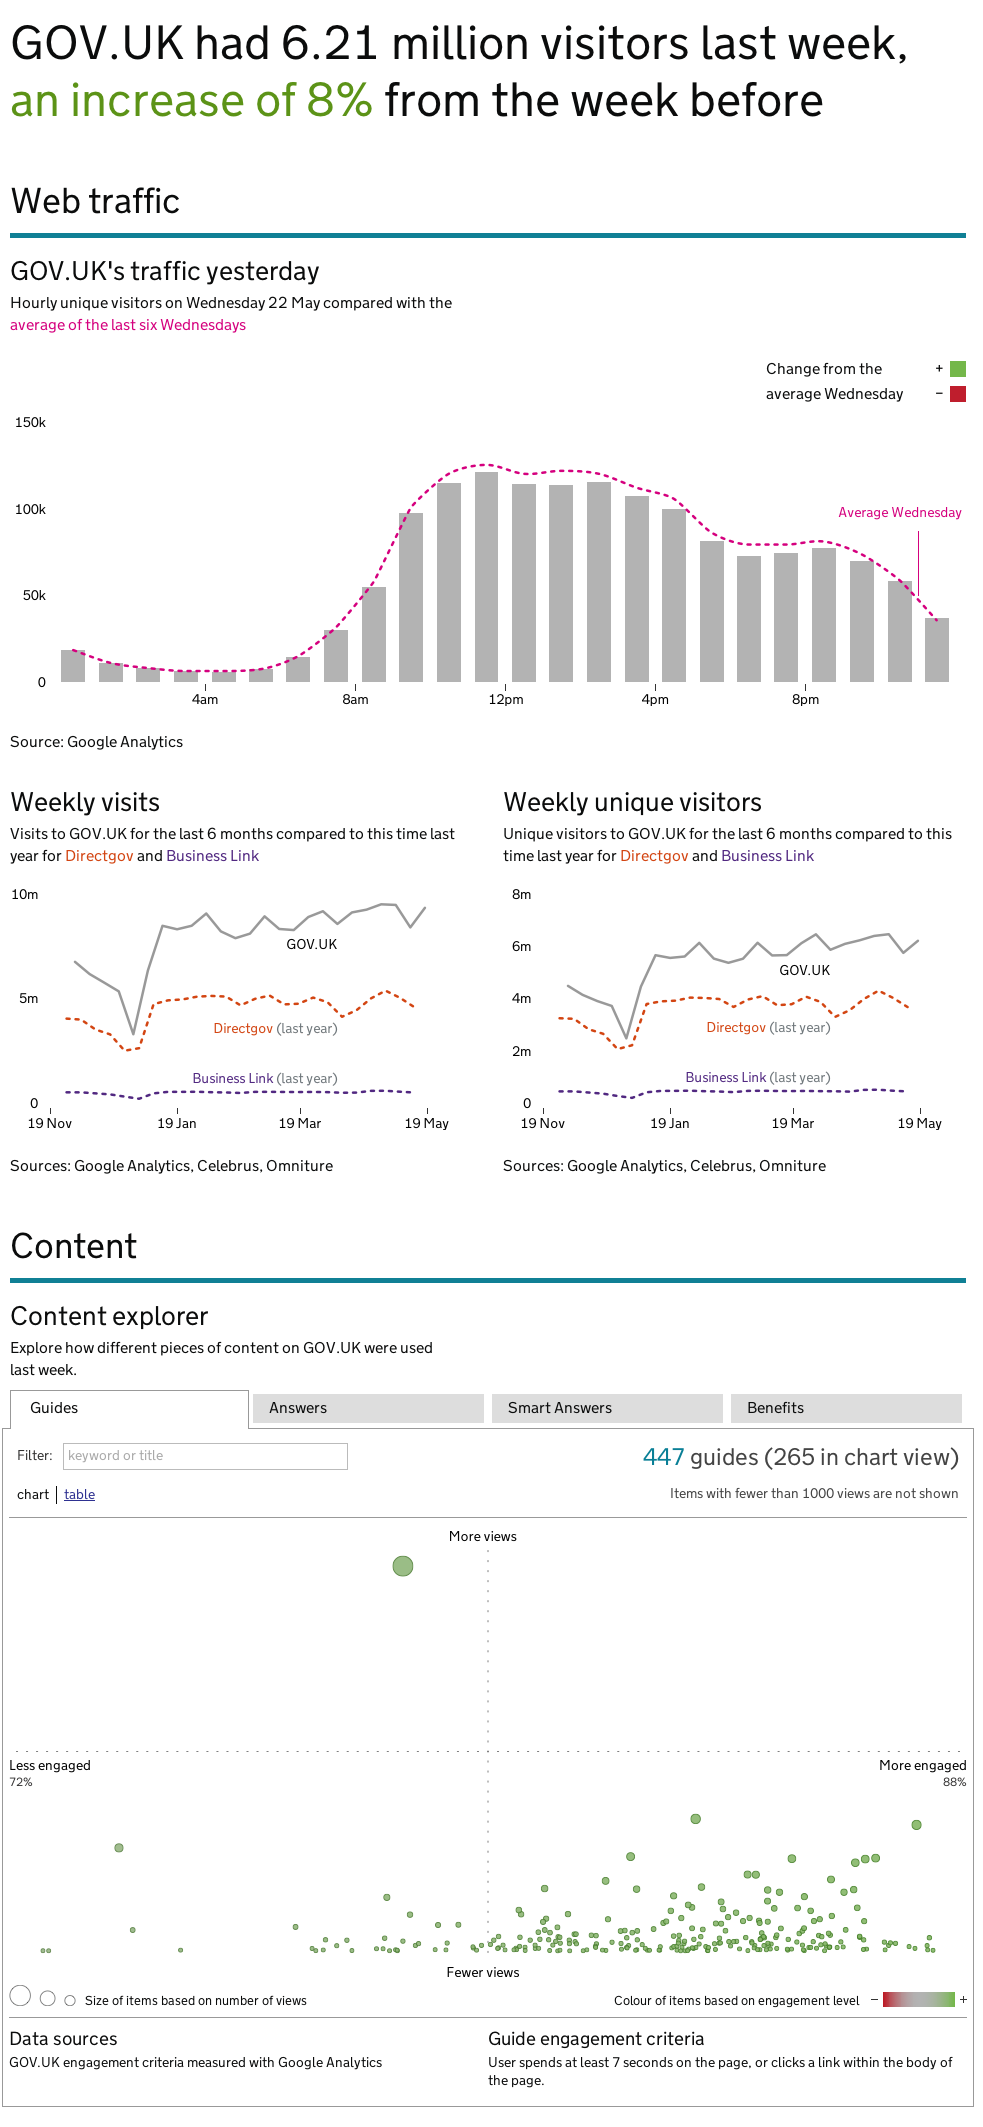 GOV.UK had 6.21 million visitors last week,
an increase of 8% from the week before
Web traffic
GOV.UK's traffic yesterday
Hourly unique visitors on Wednesday 22 May compared with the
average of the last six Wednesdays
Change from the +
average Wednesday −
150k
100k
Average Wednesday
50k
0
4am 8am 12pm 4pm 8pm
Source: Google Analytics
Weekly visits
Visits to GOV.UK for the last 6 months compared to this time last
year for Directgov and Business Link
10m
GOV.UK
5m
Directgov (last year)
Business Link (last year)
0
19 Nov 19 Jan 19 Mar 19 May
Sources: Google Analytics, Celebrus, Omniture
Weekly unique visitors
Unique visitors to GOV.UK for the last 6 months compared to this
time last year for Directgov and Business Link
8m
6m
GOV.UK
4m
Directgov (last year)
2m
Business Link (last year)
0
19 Nov 19 Jan 19 Mar 19 May
Sources: Google Analytics, Celebrus, Omniture
Content
Content explorer
Explore how different pieces of content on GOV.UK were used
last week.
Guides Answers Smart Answers Benefits
Filter: keyword or title
447 guides (265 in chart view)
chart | table
Items with fewer than 1000 views are not shown
More views
Less engaged
72%
More engaged
88%
Fewer views
Size of items based on number of views
Colour of items based on engagement level − +
Data sources
GOV.UK engagement criteria measured with Google Analytics
Guide engagement criteria
User spends at least 7 seconds on the page, or clicks a link within the body of
the page.